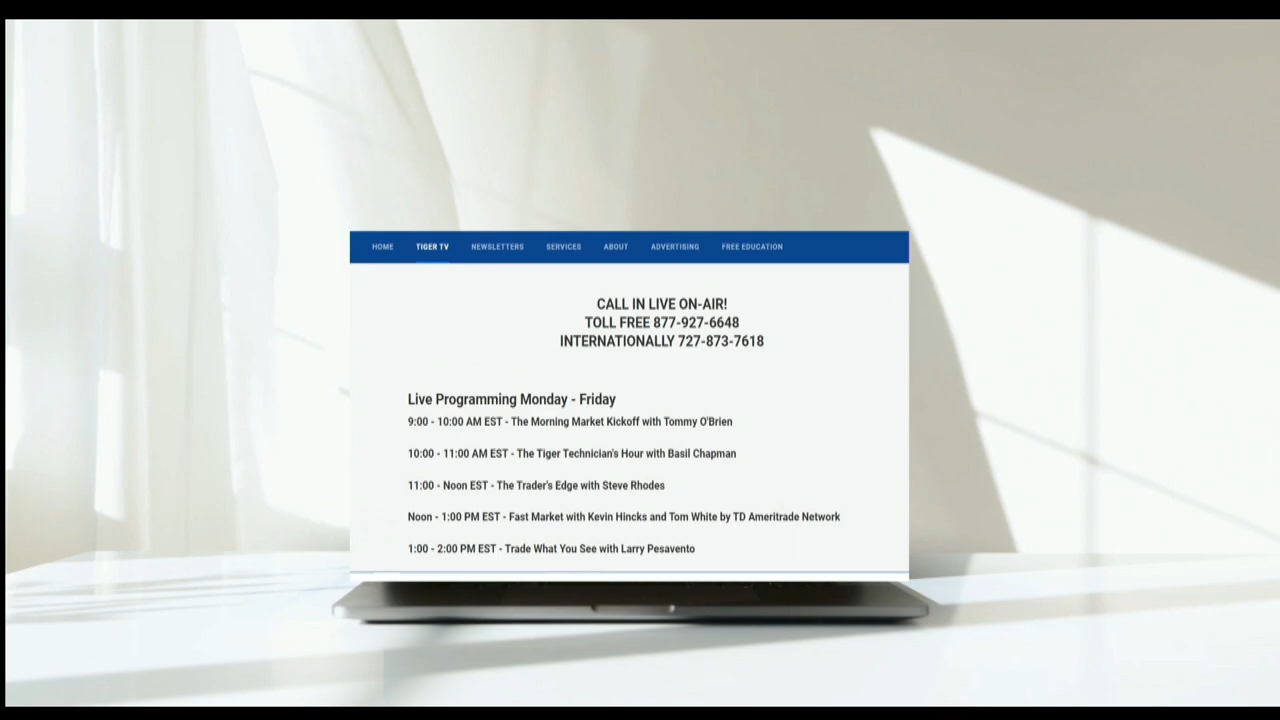 HOME TIGER TV NEWSLETTERS SERVICES ABOUT ADVERTISING FREE EDUCATION
CALL IN LIVE ON-AIR!
TOLL FREE 877-927-6648
INTERNATIONALLY 727-873-7618
Live Programming Monday - Friday
9:00 - 10:00 AM EST - The Morning Market Kickoff with Tommy O'Brien
10:00 - 11:00 AM EST - The Tiger Technician's Hour with Basil Chapman
11:00 - Noon EST - The Trader's Edge with Steve Rhodes
Noon - 1:00 PM EST - Fast Market with Kevin Hincks and Tom White by TD Ameritrade Network
1:00 - 2:00 PM EST - Trade What You See with Larry Pesavento